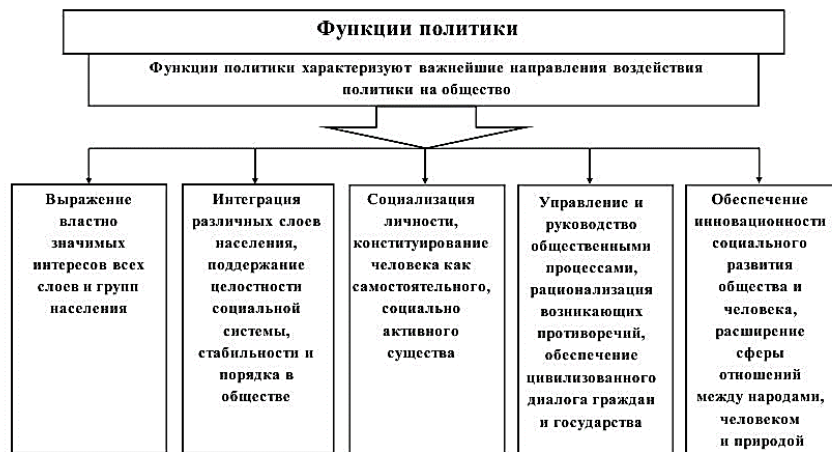 Функции политики
Функции политики характеризуют важнейшие направления воздействия
политики на общество
Выражение
властно
значимых
интересов всех
слоев и групп
населения
Интеграция
различных слоев
населения,
поддержание
целостности
социальной
системы,
стабильности и
порядка в
обществе
Социализация
личности,
конституирование
человека как
самостоятельного,
социально
активного
существа
Управление и
руководство
общественными
процессами,
рационализация
возникающих
противоречий,
обеспечение
цивилизованного
диалога граждан
и государства
Обеспечение
инновационности
социального
развития
общества и
человека,
расширение
сферы
отношений
между народами,
человеком
и природой